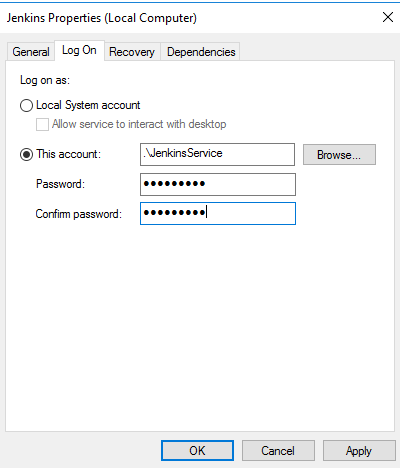 Jenkins Properties (Local Computer)
General Log On Recovery Dependencies
Log on as:
Local System account
Allow service to interact with desktop
This account: .\JenkinsService Browse...
Password: ●●●●●●●●●
Confirm password: ●●●●●●●●●
OK Cancel Apply